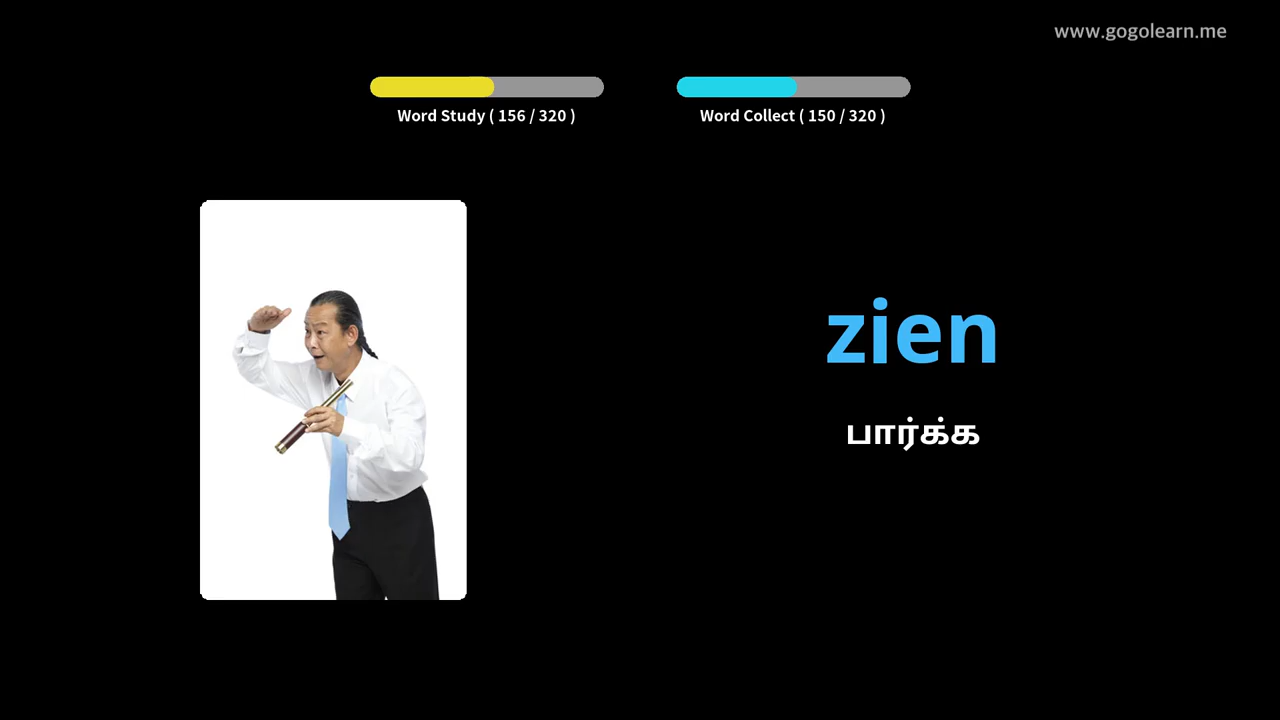 www.gogolearn.me
Word Study ( 156 / 320 )
Word Collect ( 150 / 320 )
zien
பார்க்க